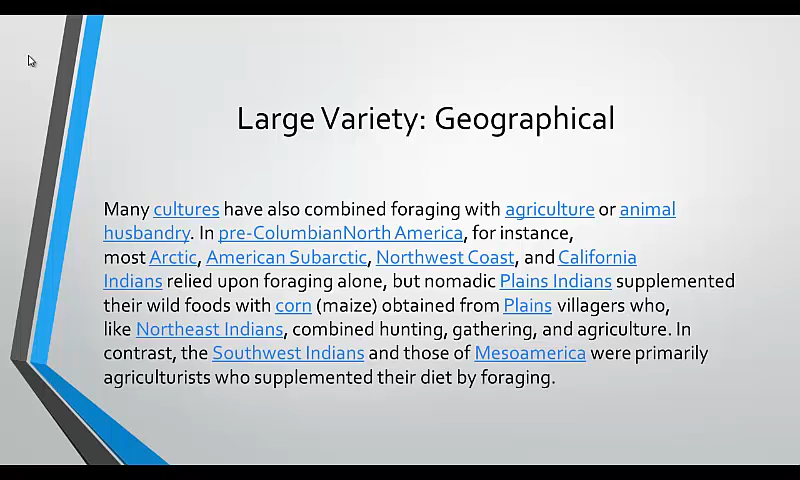 Large Variety: Geographical
Many cultures have also combined foraging with agriculture or animal
husbandry. In pre-ColumbianNorth America, for instance,
most Arctic, American Subarctic, Northwest Coast, and California
Indians relied upon foraging alone, but nomadic Plains Indians supplemented
their wild foods with corn (maize) obtained from Plains villagers who,
like Northeast Indians, combined hunting, gathering, and agriculture. In
contrast, the Southwest Indians and those of Mesoamerica were primarily
agriculturists who supplemented their diet by foraging.